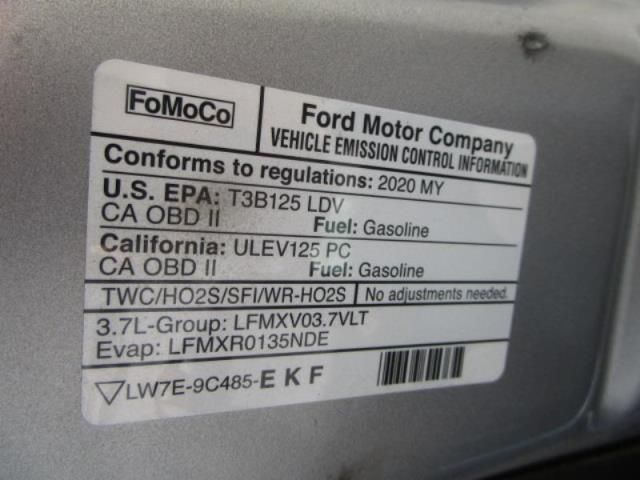 FoMoCo
Ford Motor Company
VEHICLE EMISSION CONTROL INFORMATION
Conforms to regulations: 2020 MY
U.S. EPA: T3B125 LDV
CA OBD II Fuel: Gasoline
California: ULEV125 PC
CA OBD II Fuel: Gasoline
TWC/HO2S/SFI/WR-HO2S No adjustments needed.
3.7L-Group: LFMXV03.7VLT
Evap: LFMXR0135NDE
LW7E-9C485-E K F